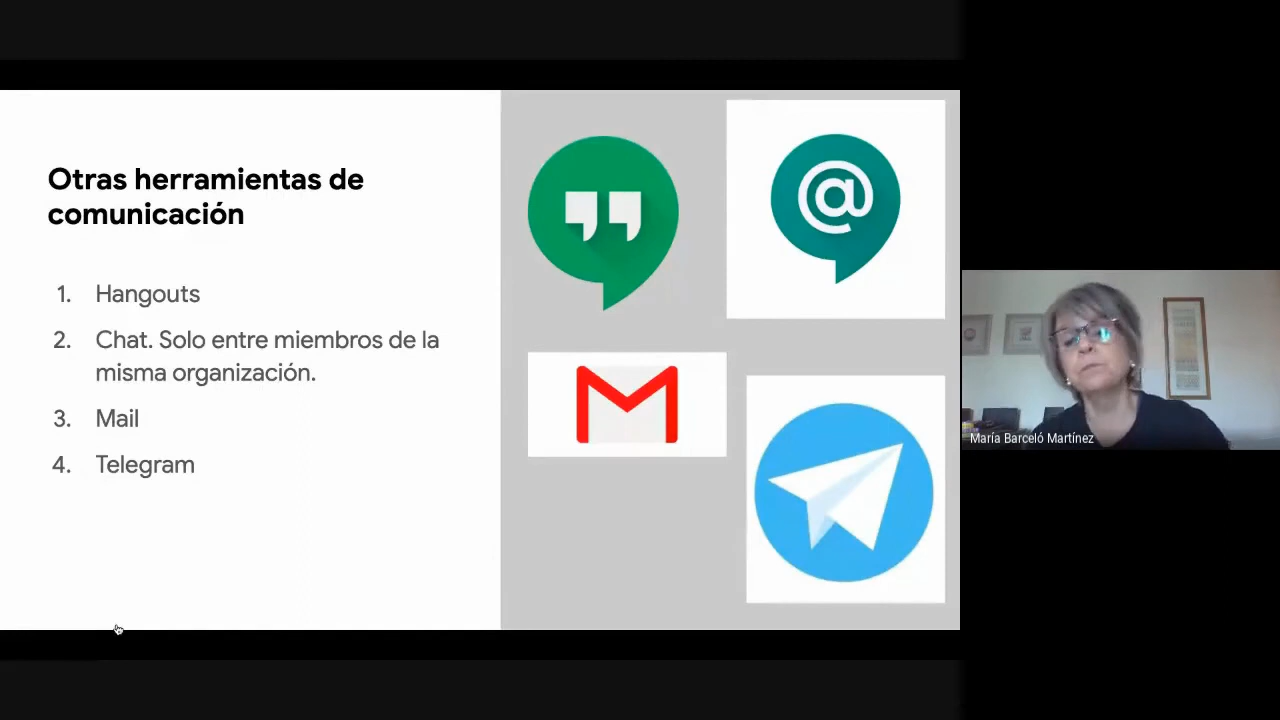 Otras herramientas de
comunicación
1. Hangouts
2. Chat. Solo entre miembros de la
misma organización.
3. Mail
4. Telegram
@
María Barceló Martínez